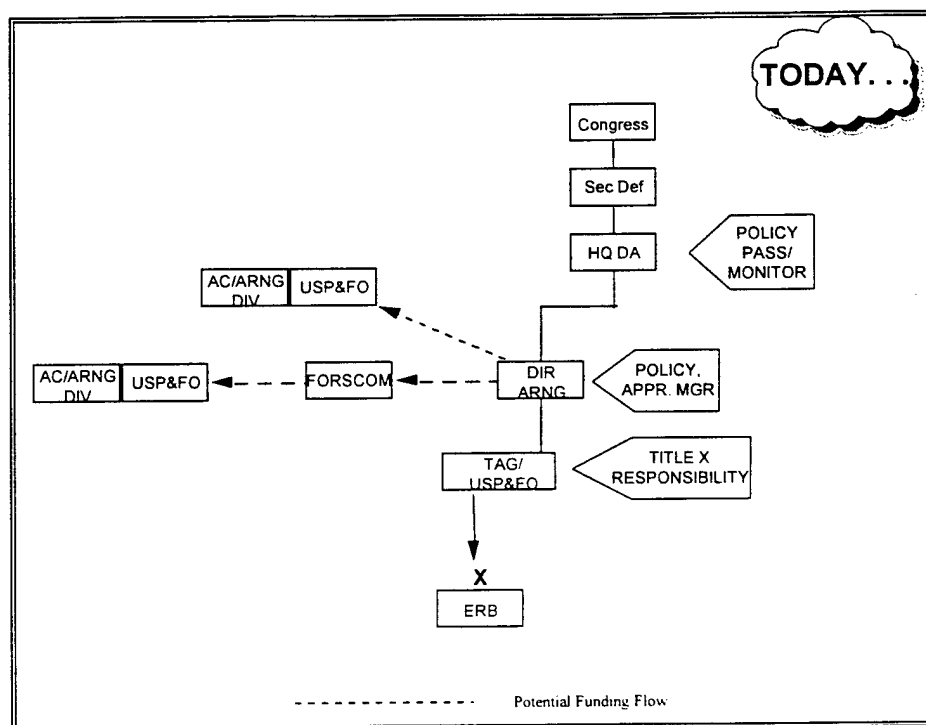 TODAY. . .
Congress
Sec Def
HQ DA
POLICY
PASS/
MONITOR
AC/ARNG
DIV
USP&FO
AC/ARNG
DIV
USP&FO
FORSCOM
DIR
ARNG
POLICY,
APPR. MGR
TAG/
USP&FO
TITLE X
RESPONSIBILITY
X
ERB
Potential Funding Flow